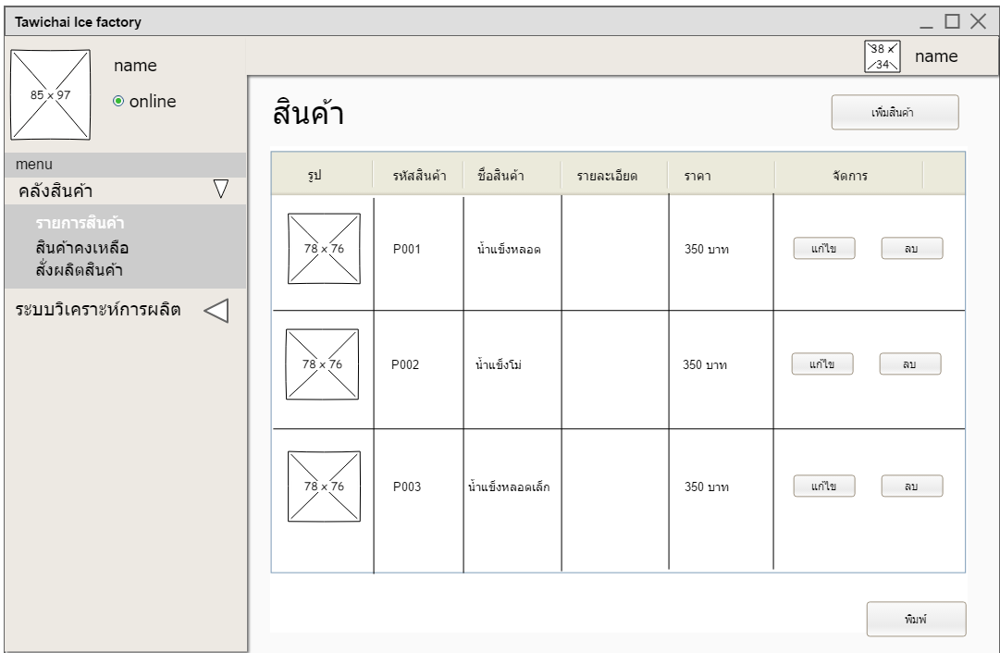 Tawichai Ice factory
85 x 97
name
online
38 x 34
name
menu
คลังสินค้า
รายการสินค้า
สินค้าคงเหลือ
สั่งผลิตสินค้า
ระบบวิเคราะห์การผลิต
สินค้า
เพิ่มสินค้า
รูป รหัสสินค้า ชื่อสินค้า รายละเอียด ราคา จัดการ
78 x 76 P001 น้ำแข็งหลอด 350 บาท แก้ไข ลบ
78 x 76 P002 น้ำแข็งโม่ 350 บาท แก้ไข ลบ
78 x 76 P003 น้ำแข็งหลอดเล็ก 350 บาท แก้ไข ลบ
พิมพ์